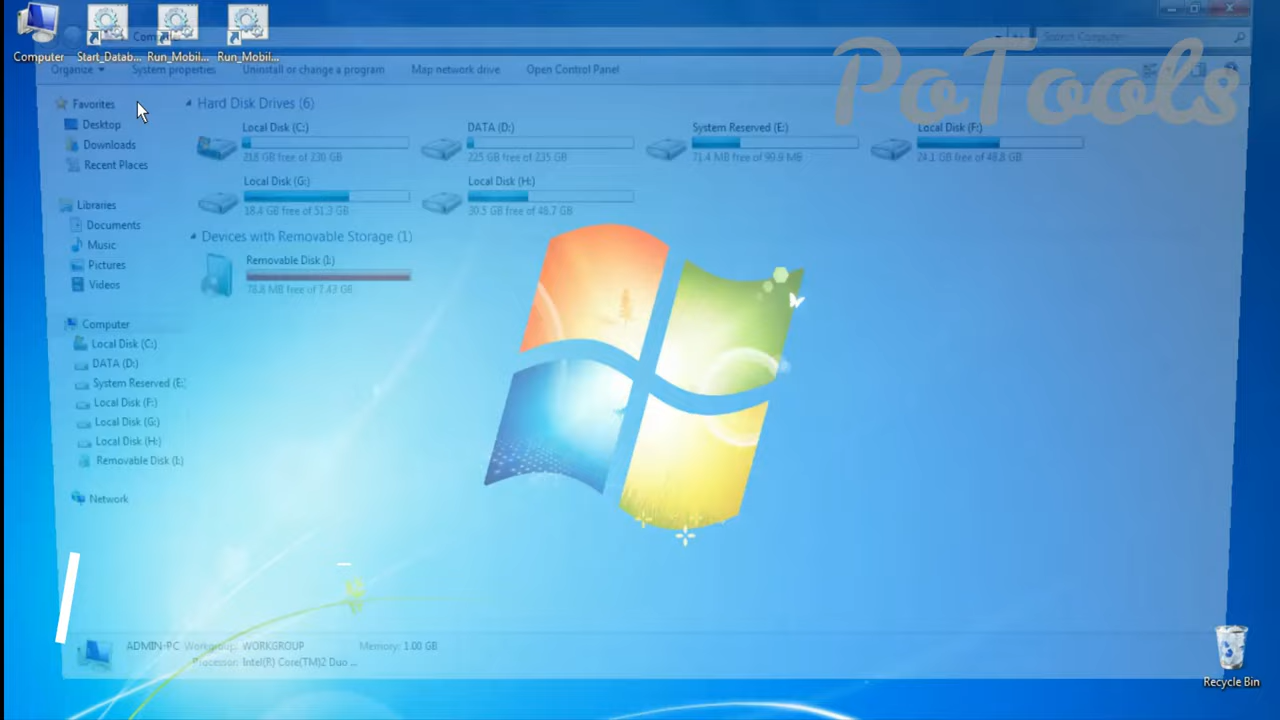 Computer
Start_Datab...
Run_Mobil...
Run_Mobil...
Search Computer
PoTools
Organize
System properties
Uninstall or change a program
Map network drive
Open Control Panel
Favorites
Desktop
Downloads
Recent Places
Libraries
Documents
Music
Pictures
Videos
Computer
Local Disk (C:)
DATA (D:)
System Reserved (E:
Local Disk (F:)
Local Disk (G:)
Local Disk (H:)
Removable Disk (I:)
Network
Hard Disk Drives (6)
Local Disk (C:)
218 GB free of 230 GB
DATA (D:)
225 GB free of 235 GB
System Reserved (E:)
71.4 MB free of 99.9 MB
Local Disk (F:)
24.1 GB free of 48.8 GB
Local Disk (G:)
18.4 GB free of 51.3 GB
Local Disk (H:)
30.5 GB free of 48.7 GB
Devices with Removable Storage (1)
Removable Disk (I:)
78.8 MB free of 7.43 GB
ADMIN-PC Workgroup: WORKGROUP Memory: 1.00 GB
Processor: Intel(R) Core(TM)2 Duo ...
Recycle Bin